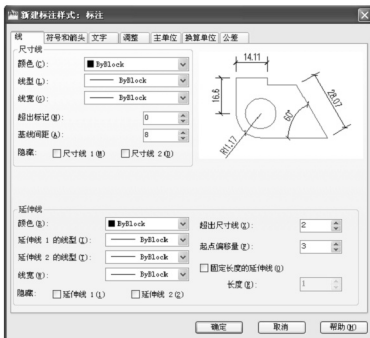 新建标注样式：标注
线 符号和箭头 文字 调整 主单位 换算单位 公差
尺寸线
颜色(C): ByBlock
线型(L): ByBlock
线宽(G): ByBlock
超出标记(N): 0
基线间距(A): 8
隐藏: 尺寸线 1(M) 尺寸线 2(D)
14.11
16.6
28.07
60°
R11.17
延伸线
颜色(R): ByBlock
延伸线 1 的线型(I): ByBlock
延伸线 2 的线型(T): ByBlock
线宽(W): ByBlock
隐藏: 延伸线 1(1) 延伸线 2(2)
超出尺寸线(X): 2
起点偏移量(F): 3
固定长度的延伸线(O)
长度(E): 1
确定 取消 帮助(H)